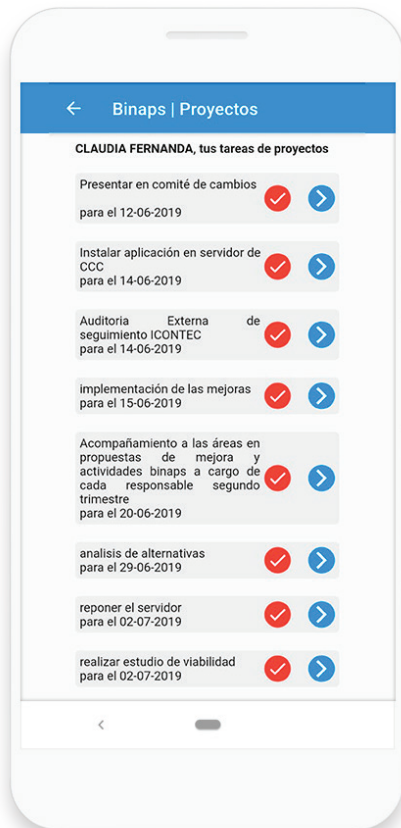 Binaps | Proyectos
CLAUDIA FERNANDA, tus tareas de proyectos
Presentar en comité de cambios
para el 12-06-2019
Instalar aplicación en servidor de
CCC
para el 14-06-2019
Auditoria Externa de
seguimiento ICONTEC
para el 14-06-2019
implementación de las mejoras
para el 15-06-2019
Acompañamiento a las áreas en
propuestas de mejora y
actividades binaps a cargo de
cada responsable segundo
trimestre
para el 20-06-2019
analisis de alternativas
para el 29-06-2019
reponer el servidor
para el 02-07-2019
realizar estudio de viabilidad
para el 02-07-2019